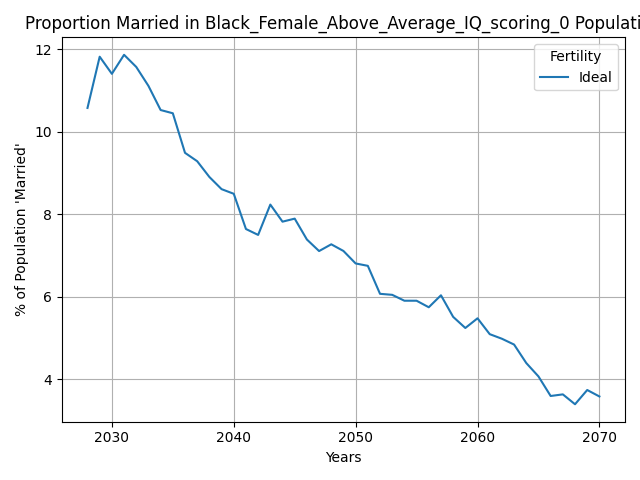 Proportion Married in Black_Female_Above_Average_IQ_scoring_0 Populati
Fertility
Ideal
% of Population 'Married'
12
10
8
6
4
2030 2040 2050 2060 2070
Years